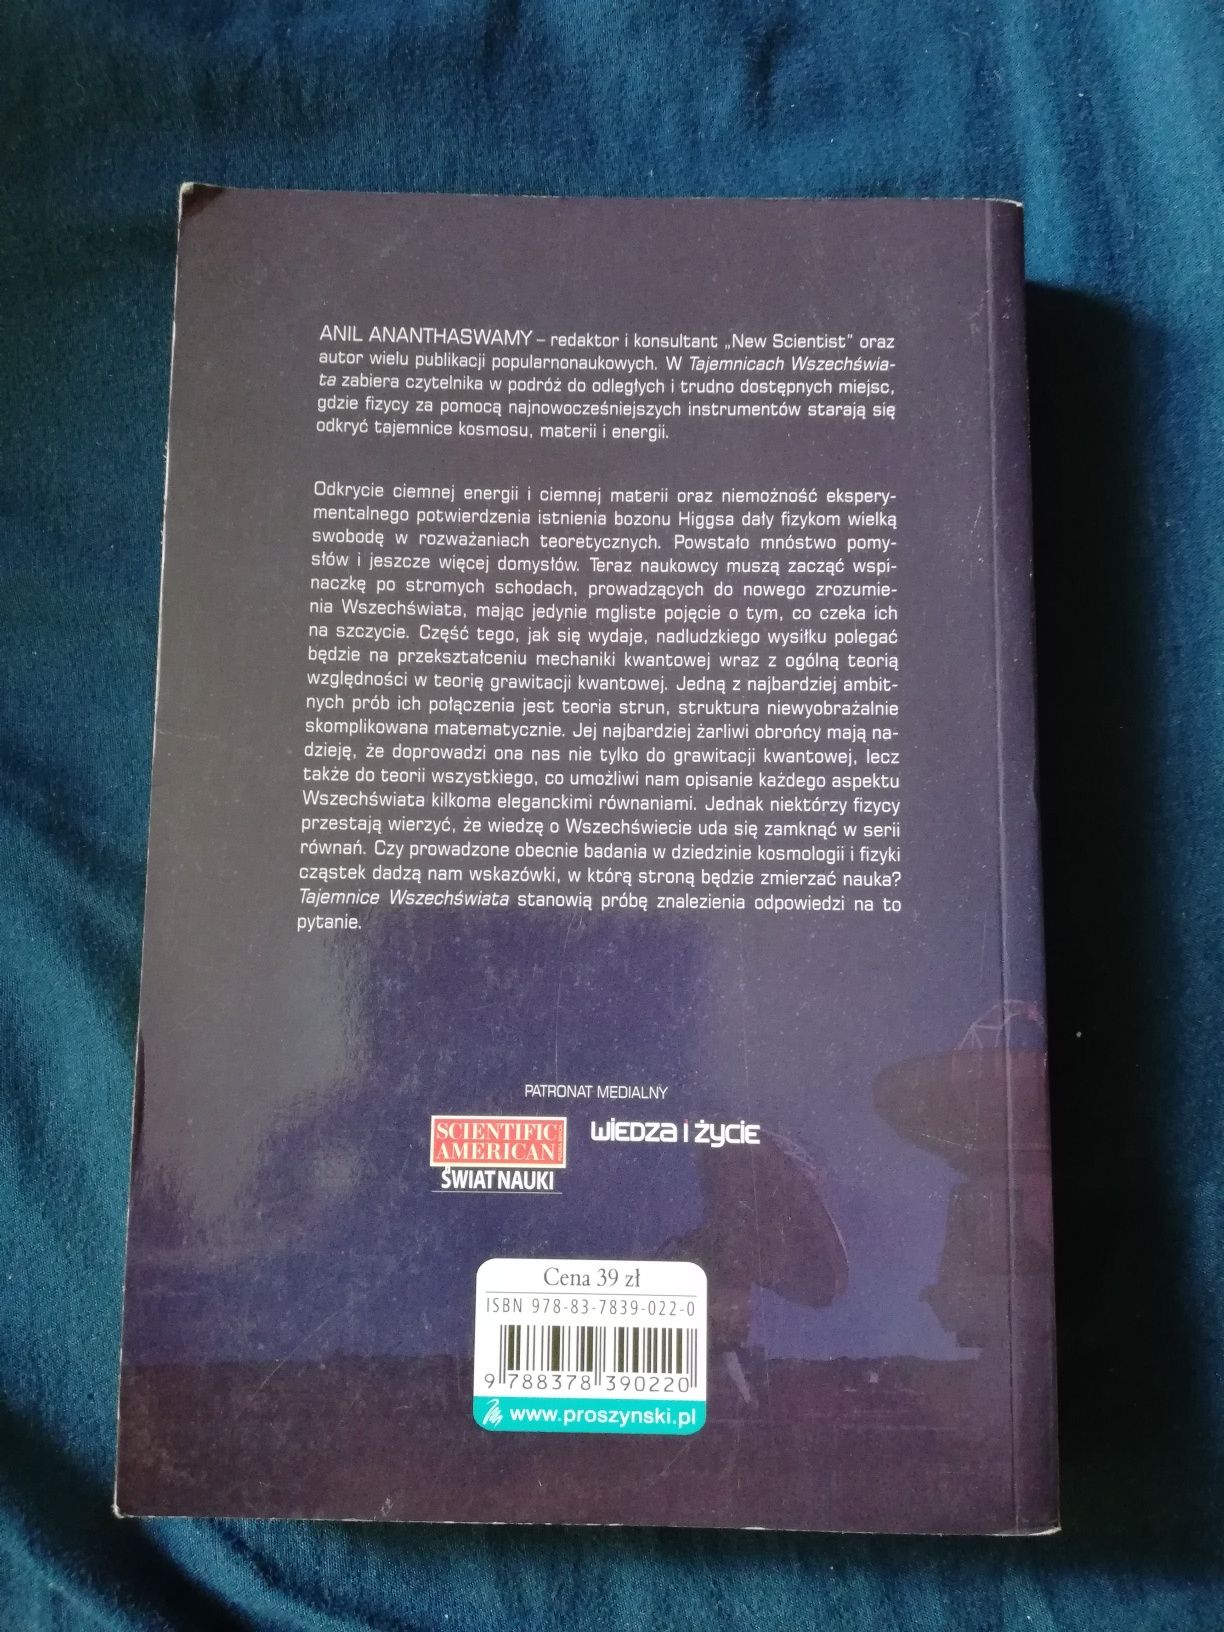 ANIL ANANTHASWAMY – redaktor i konsultant „New Scientist” oraz
autor wielu publikacji popularnonaukowych. W Tajemnicach Wszechświa-
ta zabiera czytelnika w podróż do odległych i trudno dostępnych miejsc,
gdzie fizycy za pomocą najnowocześniejszych instrumentów starają się
odkryć tajemnice kosmosu, materii i energii.
Odkrycie ciemnej energii i ciemnej materii oraz niemożność ekspery-
mentalnego potwierdzenia istnienia bozonu Higgsa dały fizykom wielką
swobodę w rozważaniach teoretycznych. Powstało mnóstwo pomy-
słów i jeszcze więcej domysłów. Teraz naukowcy muszą zacząć wspi-
naczkę po stromych schodach, prowadzących do nowego zrozumie-
nia Wszechświata, mając jedynie mgliste pojęcie o tym, co czeka ich
na szczycie. Część tego, jak się wydaje, nadludzkiego wysiłku polegać
będzie na przekształceniu mechaniki kwantowej wraz z ogólną teorią
względności w teorię grawitacji kwantowej. Jedną z najbardziej ambit-
nych prób ich połączenia jest teoria strun, struktura niewyobrażalnie
skomplikowana matematycznie. Jej najbardziej żarliwi obrońcy mają na-
dzieję, że doprowadzi ona nas nie tylko do grawitacji kwantowej, lecz
także do teorii wszystkiego, co umożliwi nam opisanie każdego aspektu
Wszechświata kilkoma eleganckimi równaniami. Jednak niektórzy fizycy
przestają wierzyć, że wiedzę o Wszechświecie uda się zamknąć w serii
równań. Czy prowadzone obecnie badania w dziedzinie kosmologii i fizyki
cząstek dadzą nam wskazówki, w którą stroną będzie zmierzać nauka?
Tajemnice Wszechświata stanowią próbę znalezienia odpowiedzi na to
pytanie.
PATRONAT MEDIALNY
SCIENTIFIC
AMERICAN
ŚWIAT NAUKI
WIEDZA I ŻYCIE
Cena 39 zł
ISBN 978-83-7839-022-0
9 788378 390220
www.proszynski.pl